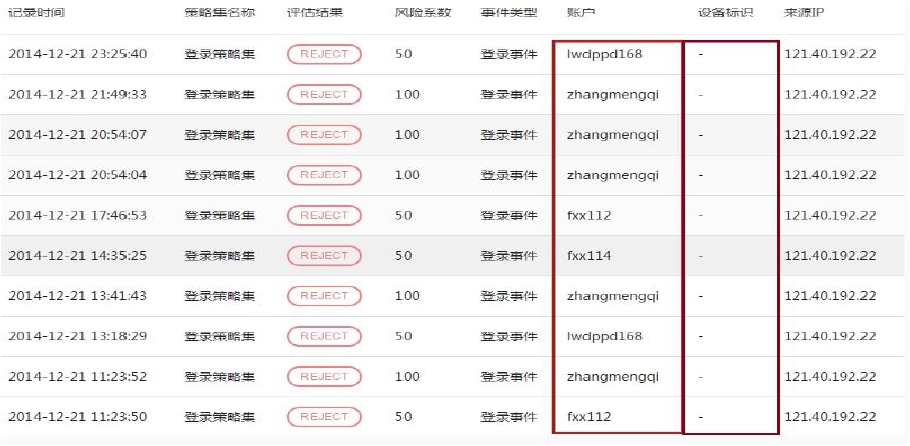 记录时间 策略集名称 评估结果 风险系数 事件类型 账户 设备标识 来源IP
2014-12-21 23:25:40 登录策略集 REJECT 50 登录事件 lwdppd168 - 121.40.192.22
2014-12-21 21:49:33 登录策略集 REJECT 100 登录事件 zhangmengqi - 121.40.192.22
2014-12-21 20:54:07 登录策略集 REJECT 100 登录事件 zhangmengqi - 121.40.192.22
2014-12-21 20:54:04 登录策略集 REJECT 100 登录事件 zhangmengqi - 121.40.192.22
2014-12-21 17:46:53 登录策略集 REJECT 50 登录事件 fxx112 - 121.40.192.22
2014-12-21 14:35:25 登录策略集 REJECT 50 登录事件 fxx114 - 121.40.192.22
2014-12-21 13:41:43 登录策略集 REJECT 100 登录事件 zhangmengqi - 121.40.192.22
2014-12-21 13:18:29 登录策略集 REJECT 50 登录事件 lwdppd168 - 121.40.192.22
2014-12-21 11:23:52 登录策略集 REJECT 100 登录事件 zhangmengqi - 121.40.192.22
2014-12-21 11:23:50 登录策略集 REJECT 50 登录事件 fxx112 - 121.40.192.22